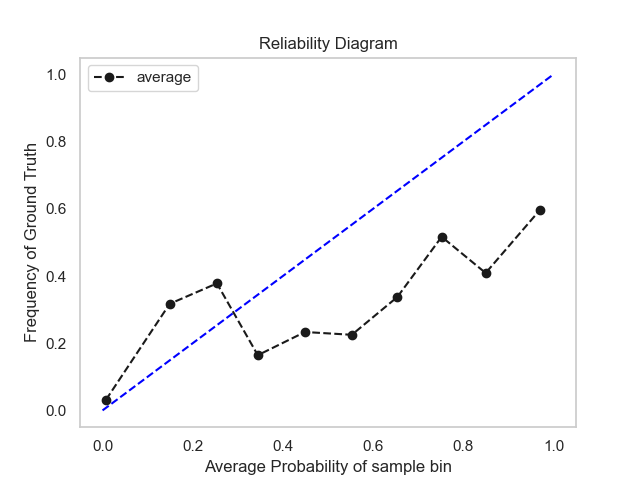 Reliability Diagram
average
Frequency of Ground Truth
1.0
0.8
0.6
0.4
0.2
0.0
0.0 0.2 0.4 0.6 0.8 1.0
Average Probability of sample bin